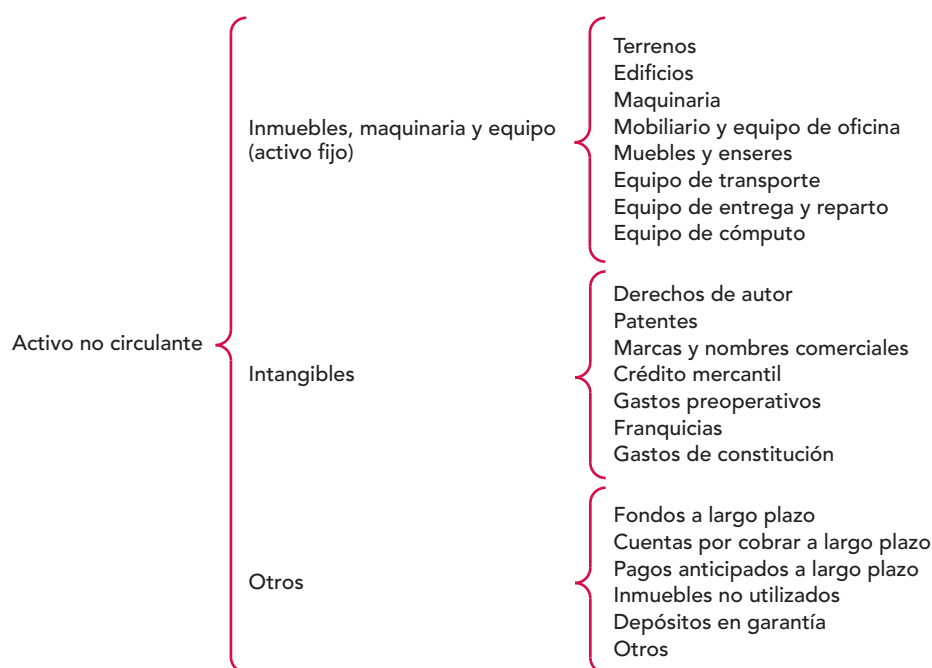 Activo no circulante
Inmuebles, maquinaria y equipo
(activo fijo)
Terrenos
Edificios
Maquinaria
Mobiliario y equipo de oficina
Muebles y enseres
Equipo de transporte
Equipo de entrega y reparto
Equipo de cómputo
Intangibles
Derechos de autor
Patentes
Marcas y nombres comerciales
Crédito mercantil
Gastos preoperativos
Franquicias
Gastos de constitución
Otros
Fondos a largo plazo
Cuentas por cobrar a largo plazo
Pagos anticipados a largo plazo
Inmuebles no utilizados
Depósitos en garantía
Otros